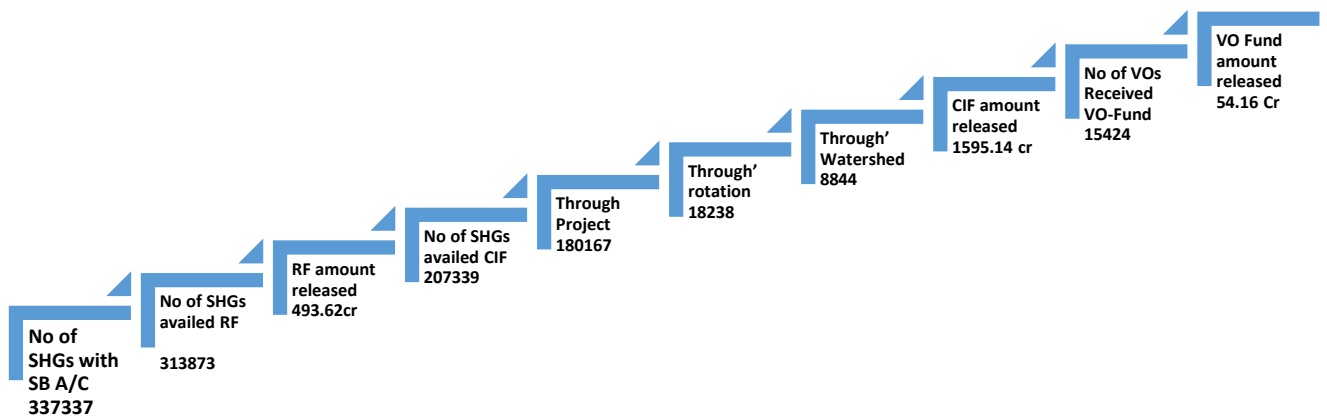 No of
SHGs with
SB A/C
337337
No of SHGs
availed RF
313873
RF amount
released
493.62cr
No of SHGs
availed CIF
207339
Through
Project
180167
Through’
rotation
18238
Through’
Watershed
8844
CIF amount
released
1595.14 cr
No of VOs
Received
VO-Fund
15424
VO Fund
amount
released
54.16 Cr